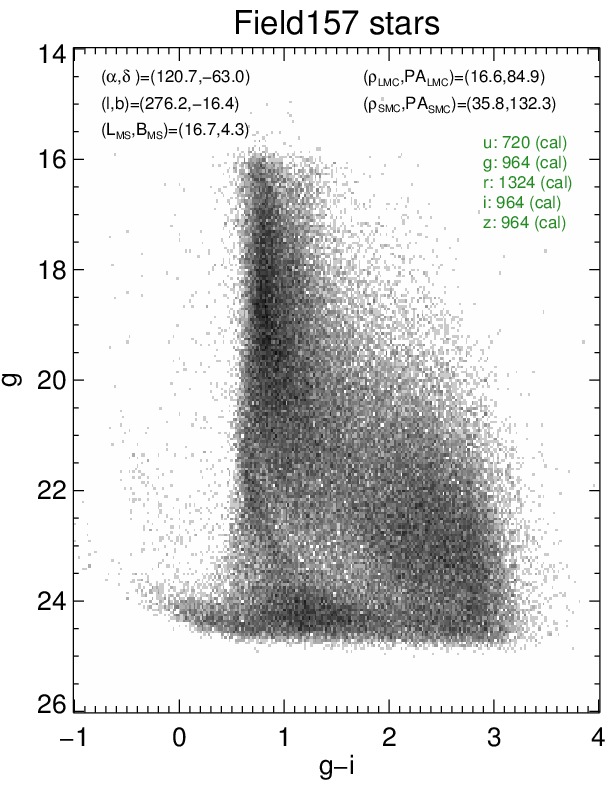 Field157 stars
(α,δ )=(120.7,−63.0)
(ρLMC,PALMC)=(16.6,84.9)
(l,b)=(276.2,−16.4)
(ρSMC,PASMC)=(35.8,132.3)
(LMS,BMS)=(16.7,4.3)
u: 720 (cal)
g: 964 (cal)
r: 1324 (cal)
i: 964 (cal)
z: 964 (cal)
14
16
18
20
22
24
26
g
−1 0 1 2 3 4
g−i